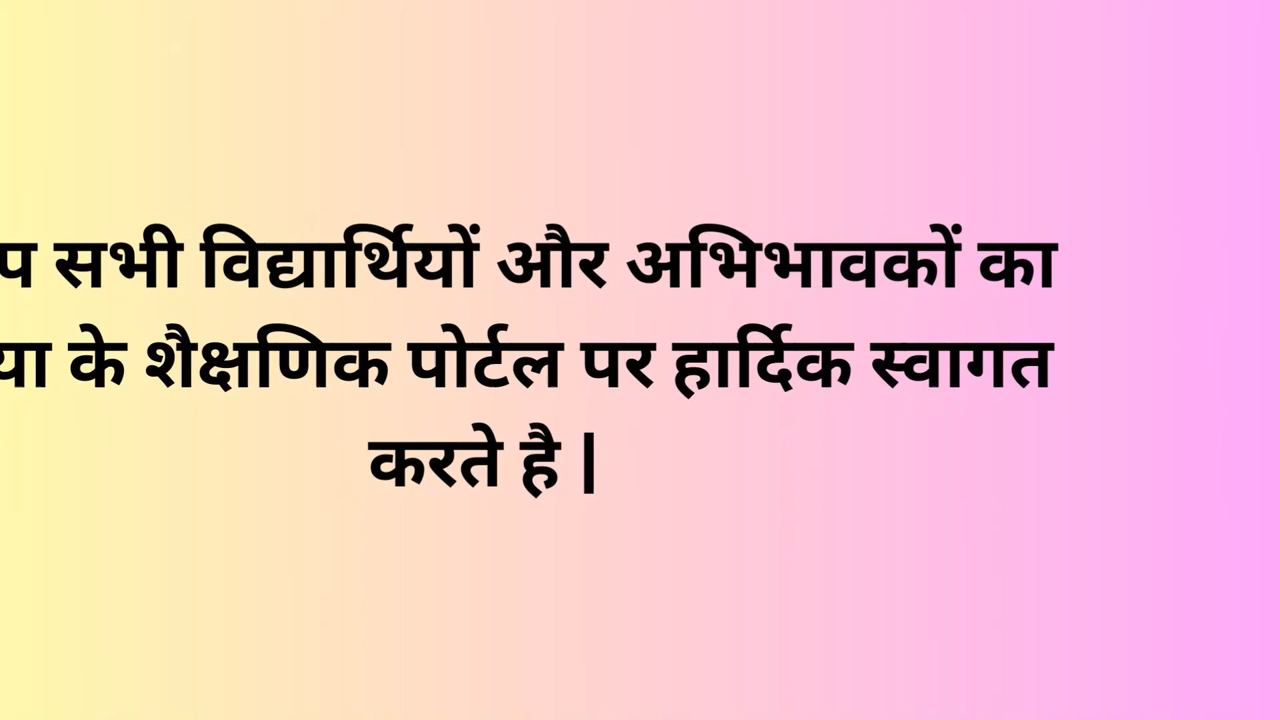 सभी विद्यार्थियों और अभिभावकों का
के शैक्षणिक पोर्टल पर हार्दिक स्वागत
करते है |